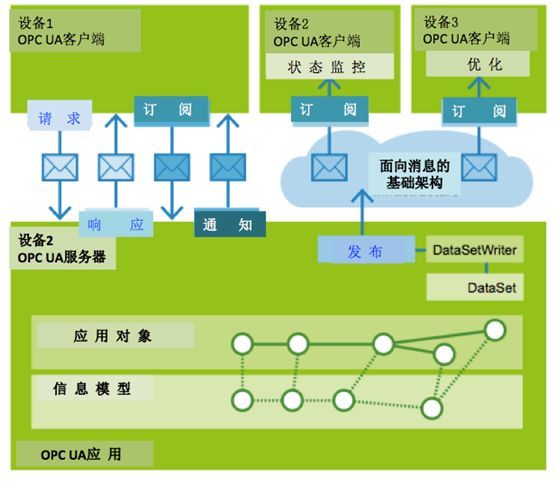 设备1
OPC UA客户端
设备2
OPC UA客户端
状态监控
设备3
OPC UA客户端
优化
请求
订阅
订阅
订阅
面向消息的
基础架构
响应
通知
设备2
OPC UA服务器
发布
DataSetWriter
DataSet
应用对象
信息模型
OPC UA应用